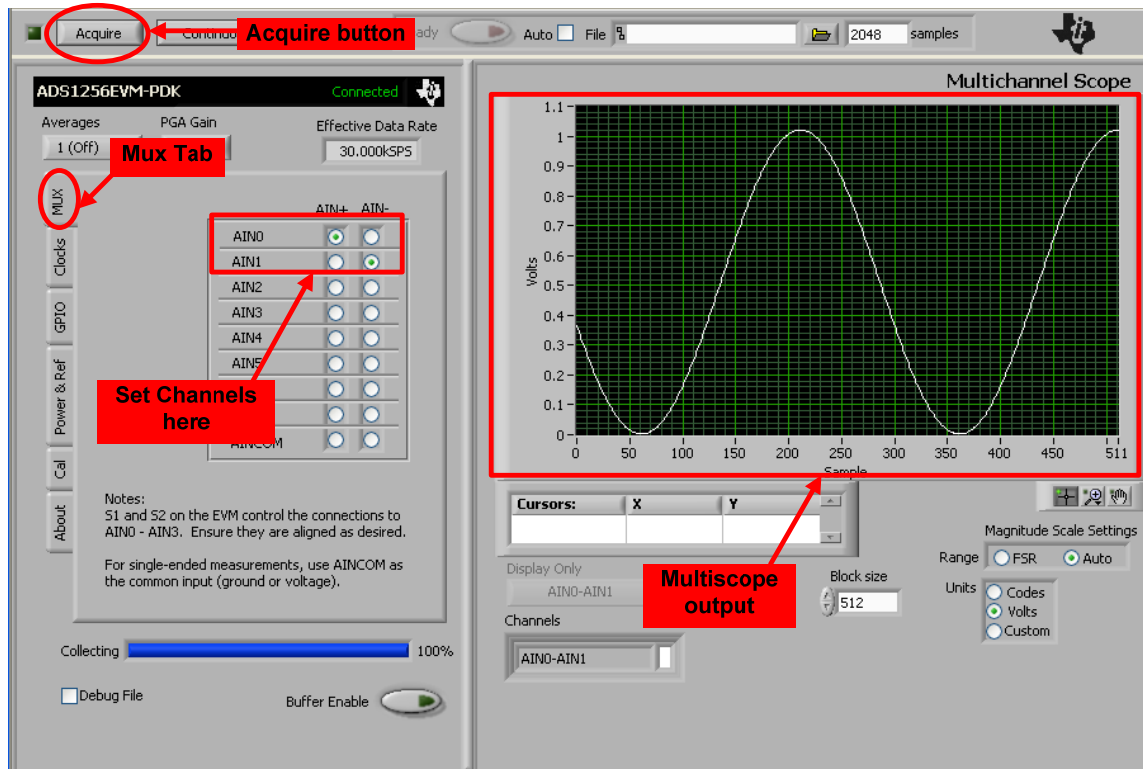 Acquire
Acquire button
Auto
File
2048
samples
ADS1256EVM-PDK
Connected
Averages
PGA Gain
Effective Data Rate
1 (Off)
30.000kSPS
Mux Tab
MUX
Clocks
GPIO
Power & Ref
Cal
About
AIN+ AIN-
AIN0
AIN1
AIN2
AIN3
AIN4
AIN5
AINCOM
Set Channels
here
Notes:
S1 and S2 on the EVM control the connections to
AIN0 - AIN3. Ensure they are aligned as desired.
For single-ended measurements, use AINCOM as
the common input (ground or voltage).
Collecting
100%
Debug File
Buffer Enable
Multichannel Scope
Volts
1.1
1
0.9
0.8
0.7
0.6
0.5
0.4
0.3
0.2
0.1
0
0 50 100 150 200 250 300 350 400 450 511
Sample
Cursors: X Y
Display Only
AIN0-AIN1
Channels
AIN0-AIN1
Multiscope
output
Block size
512
Magnitude Scale Settings
Range FSR Auto
Units Codes
Volts
Custom